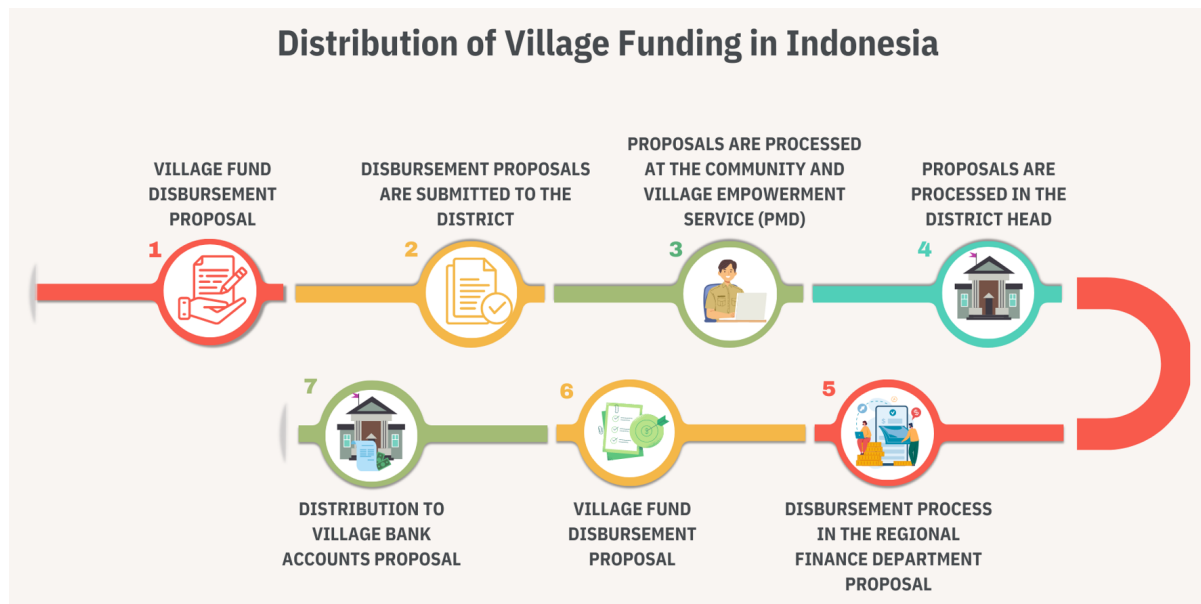 Distribution of Village Funding in Indonesia
VILLAGE FUND
DISBURSEMENT
PROPOSAL
1
DISBURSEMENT PROPOSALS
ARE SUBMITTED TO THE
DISTRICT
2
PROPOSALS ARE PROCESSED
AT THE COMMUNITY AND
VILLAGE EMPOWERMENT
SERVICE (PMD)
3
PROPOSALS ARE
PROCESSED IN THE
DISTRICT HEAD
4
5
DISBURSEMENT PROCESS
IN THE REGIONAL
FINANCE DEPARTMENT
PROPOSAL
6
VILLAGE FUND
DISBURSEMENT
PROPOSAL
7
DISTRIBUTION TO
VILLAGE BANK
ACCOUNTS PROPOSAL